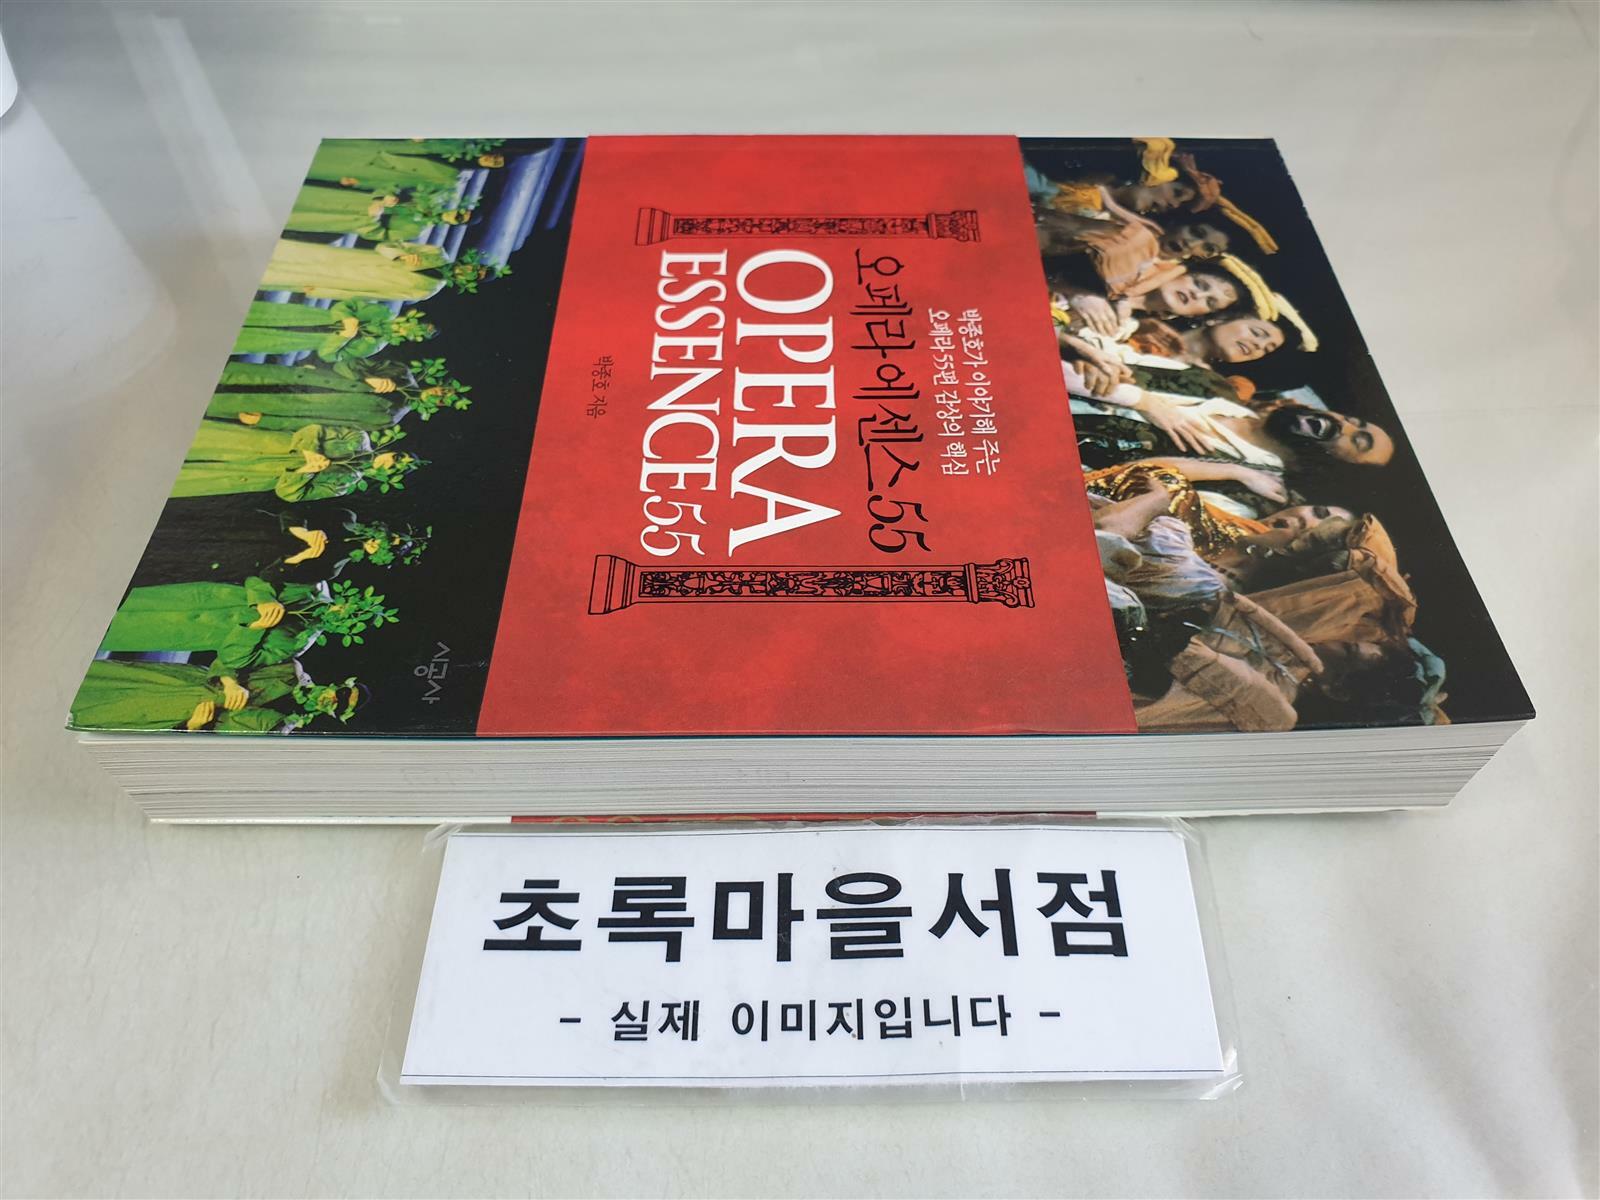 박종호가 이야기해 주는
오페라 55편 감상의 핵심
오페라 에센스 55
OPERA
ESSENCE 55
박종호 지음
시공사
초록마을서점
- 실제 이미지입니다 -